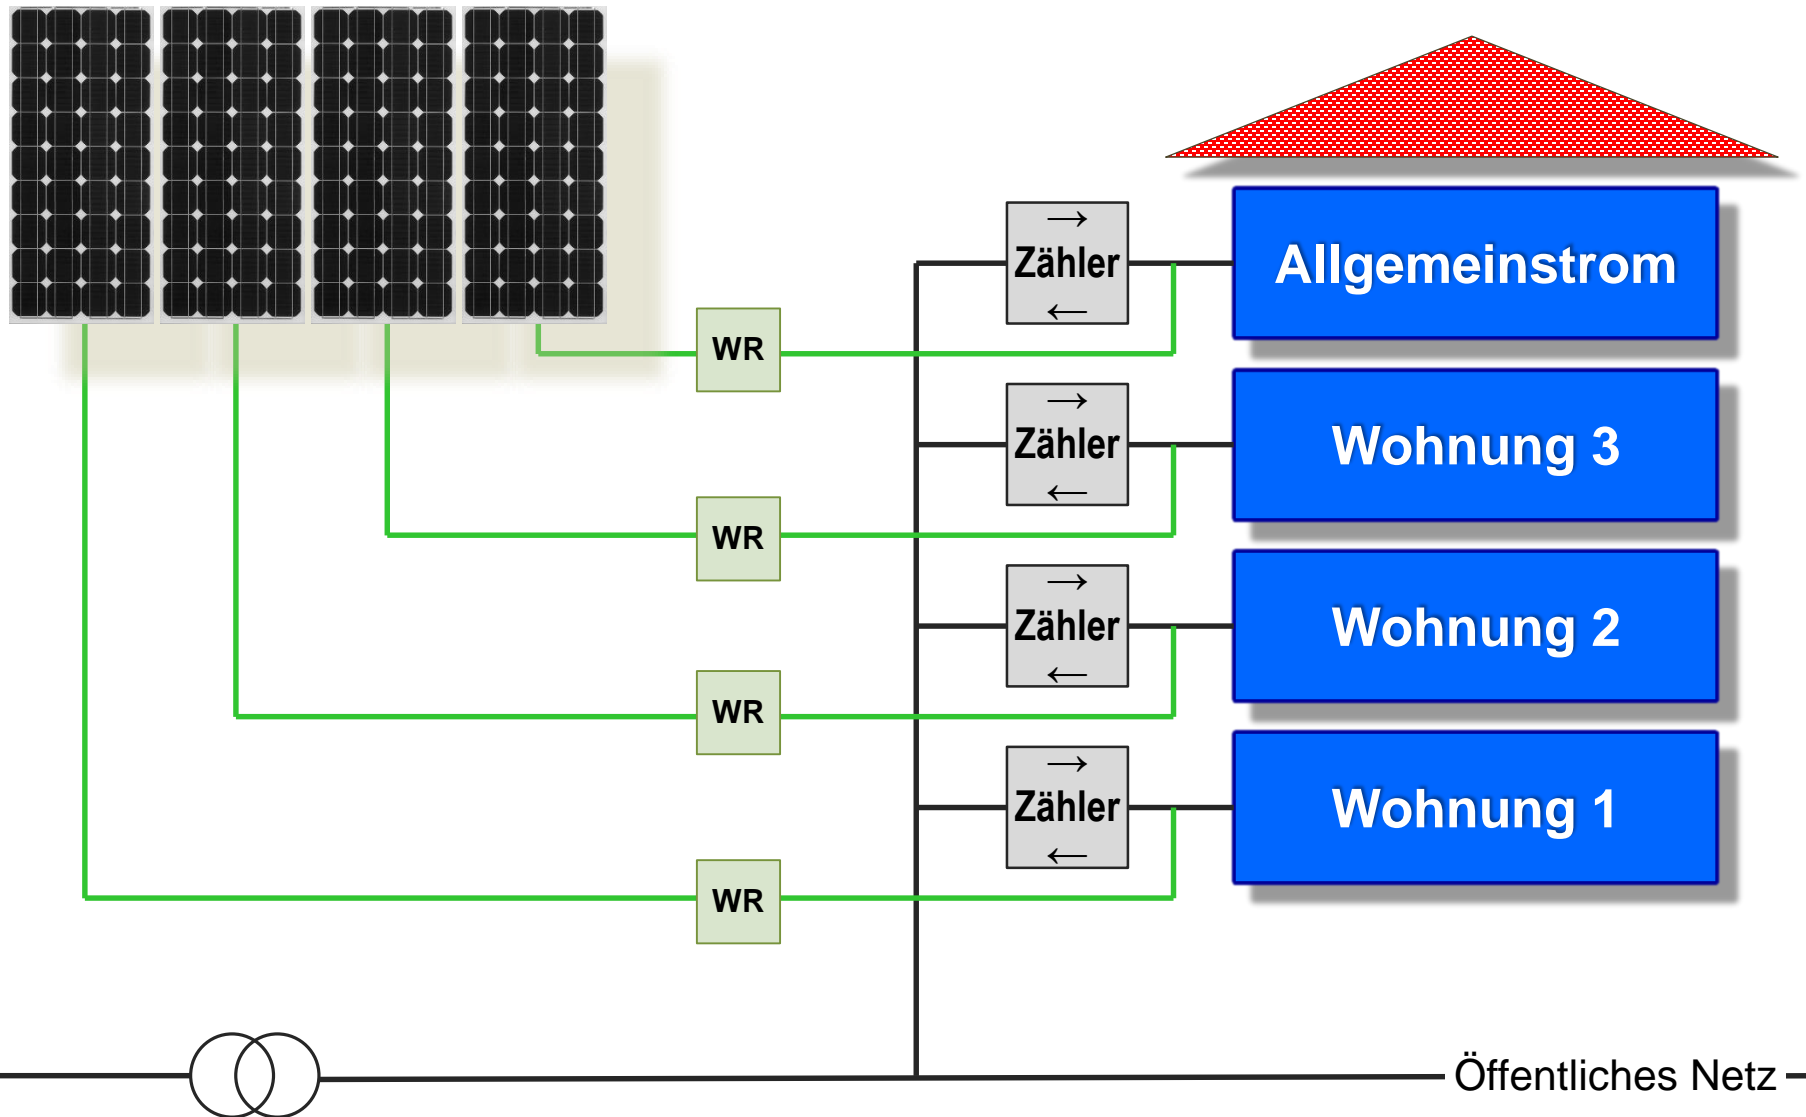 →
Zähler
←
Allgemeinstrom
WR
→
Zähler
←
Wohnung 3
WR
→
Zähler
←
Wohnung 2
WR
→
Zähler
←
Wohnung 1
WR
Öffentliches Netz